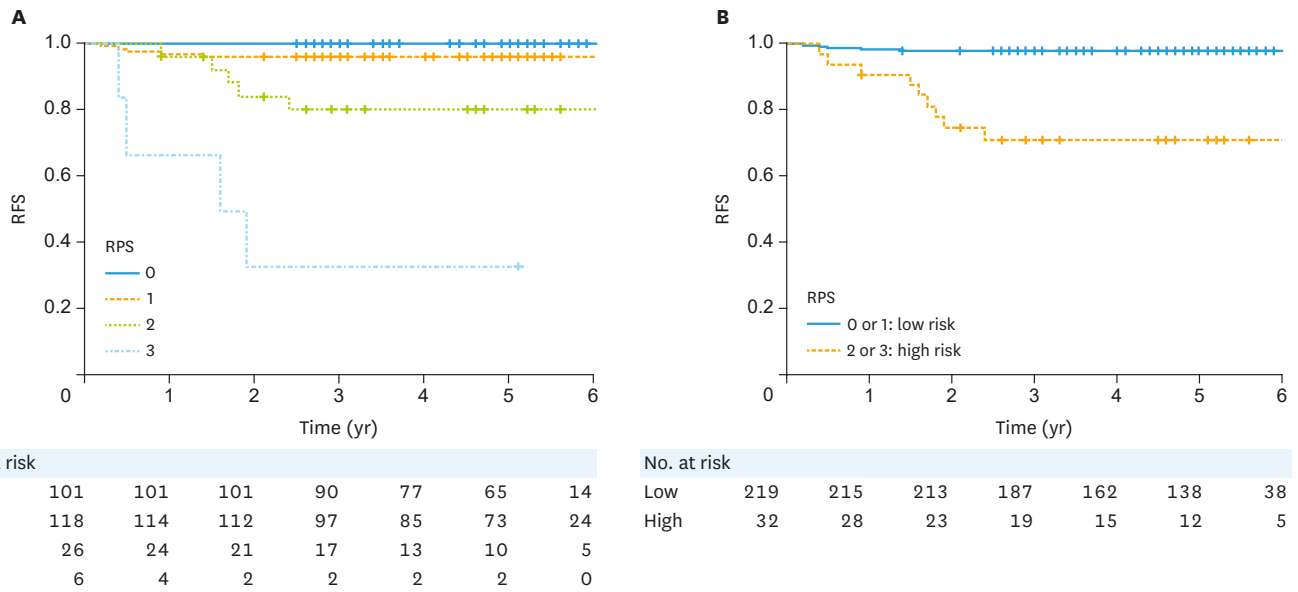 A
1.0
0.8
0.6
0.4
0.2
0
RFS
RPS
0
1
2
3
1 2 3 4 5 6
Time (yr)
risk
101 101 101 90 77 65 14
118 114 112 97 85 73 24
26 24 21 17 13 10 5
6 4 2 2 2 2 0
B
1.0
0.8
0.6
0.4
0.2
0
RFS
RPS
0 or 1: low risk
2 or 3: high risk
1 2 3 4 5 6
Time (yr)
No. at risk
Low 219 215 213 187 162 138 38
High 32 28 23 19 15 12 5